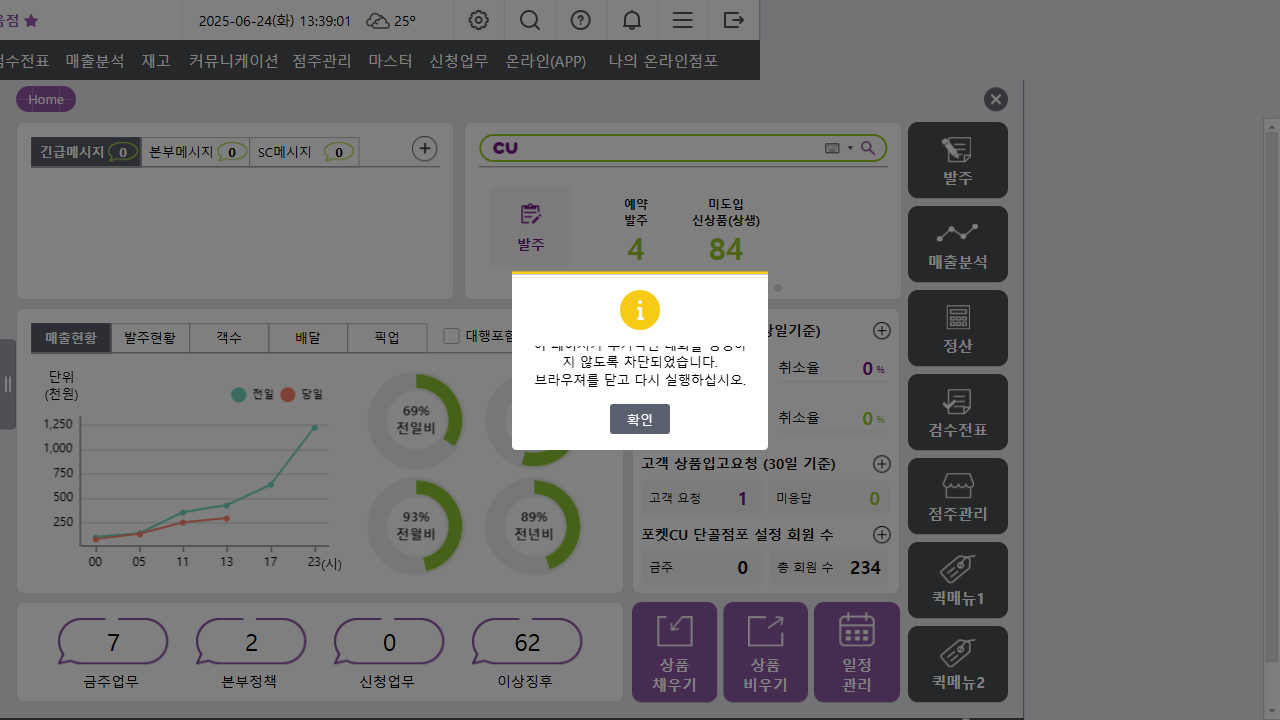 2025-06-24(화) 13:39:01
25°
검수전표 매출분석 재고 커뮤니케이션 점주관리 마스터 신청업무 온라인(APP) 나의 온라인점포
Home
긴급메시지 0 본부메시지 0 SC메시지 0
CU
발주
예약
발주
4
미도입
신상품(상생)
84
발주
매출분석
정산
검수전표
점주관리
퀵메뉴1
퀵메뉴2
매출현황 발주현황 객수 배달 픽업
단위
(천원)
전일 당일
1,250
1,000
750
500
250
00 05 11 13 17 23(시)
69%
전일비
93%
전월비
89%
전년비
지 않도록 차단되었습니다.
브라우져를 닫고 다시 실행하십시오.
확인
취소율 0 %
취소율 0 %
고객 상품입고요청 (30일 기준)
고객 요청 1 미응답 0
포켓CU 단골점포 설정 회원 수
금주 0 총 회원 수 234
7
금주업무
2
본부정책
0
신청업무
62
이상징후
상품
채우기
상품
비우기
일정
관리